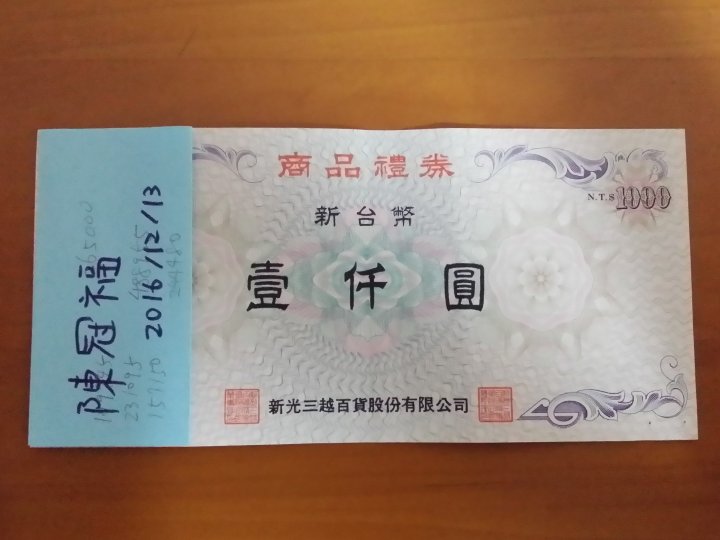 商品禮券
N.T.$ 1000
新台幣
壹仟圓
新光三越百貨股份有限公司
陳冠福
2016/12/13